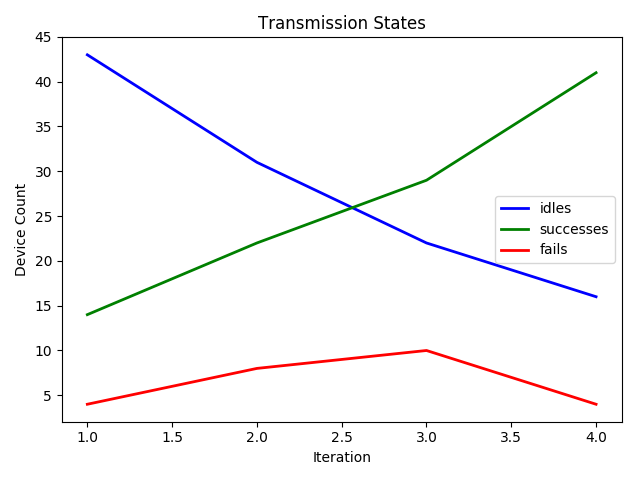 Transmission States
Device Count
45
40
35
30
25
20
15
10
5
idles
successes
fails
1.0 1.5 2.0 2.5 3.0 3.5 4.0
Iteration